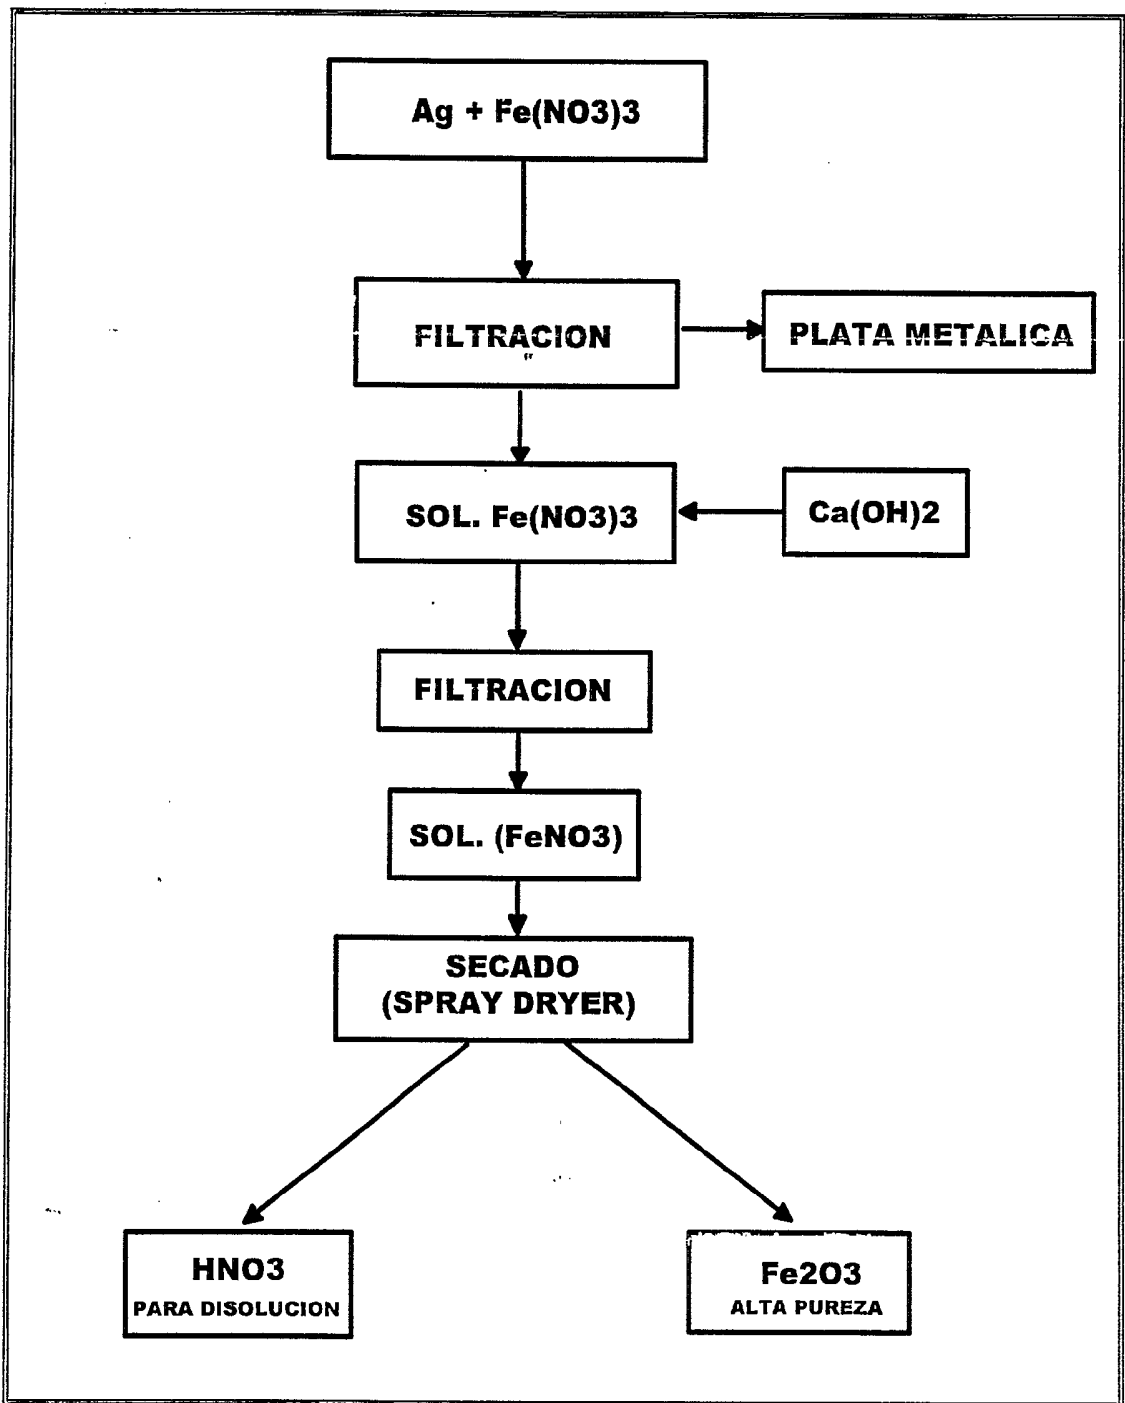 Ag + Fe(NO3)3
FILTRACION
PLATA METALICA
SOL. Fe(NO3)3
Ca(OH)2
FILTRACION
SOL. (FeNO3)
SECADO
(SPRAY DRYER)
HNO3
PARA DISOLUCION
Fe2O3
ALTA PUREZA